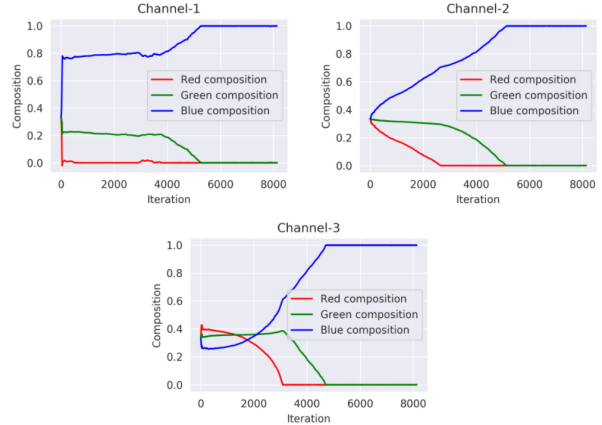 Channel-1
1.0
0.8
0.6
0.4
0.2
0.0
Composition
Red composition
Green composition
Blue composition
0 2000 4000 6000 8000
Iteration
Channel-2
1.0
0.8
0.6
0.4
0.2
0.0
Composition
Red composition
Green composition
Blue composition
0 2000 4000 6000 8000
Iteration
Channel-3
1.0
0.8
0.6
0.4
0.2
0.0
Composition
Red composition
Green composition
Blue composition
0 2000 4000 6000 8000
Iteration